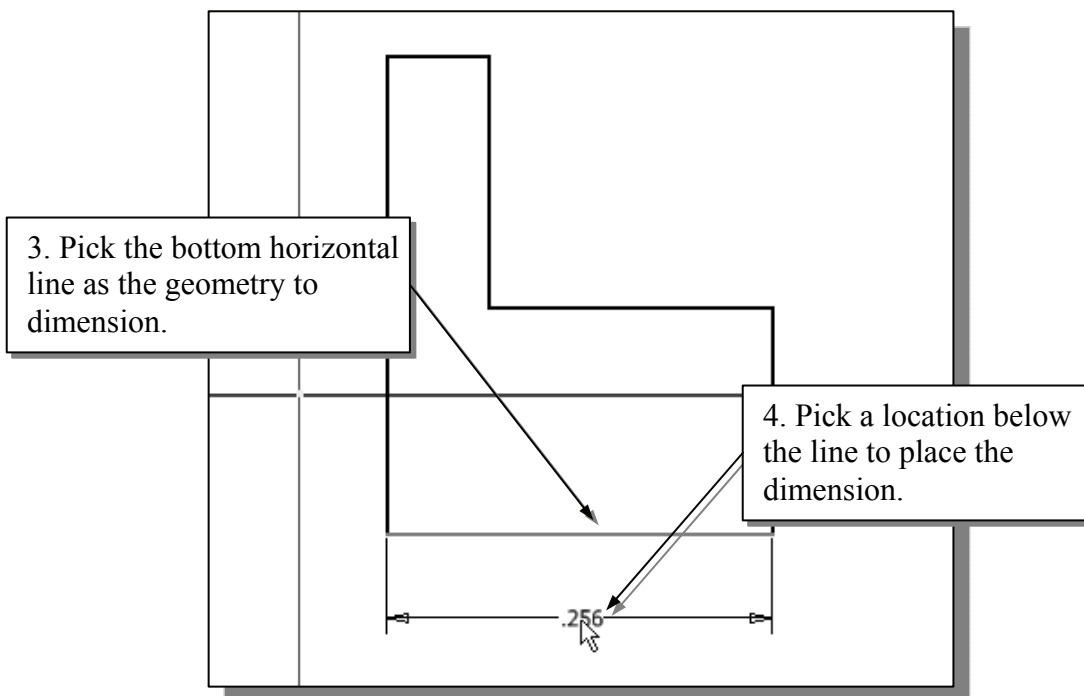 3. Pick the bottom horizontal
line as the geometry to
dimension.
4. Pick a location below
the line to place the
dimension.
.256